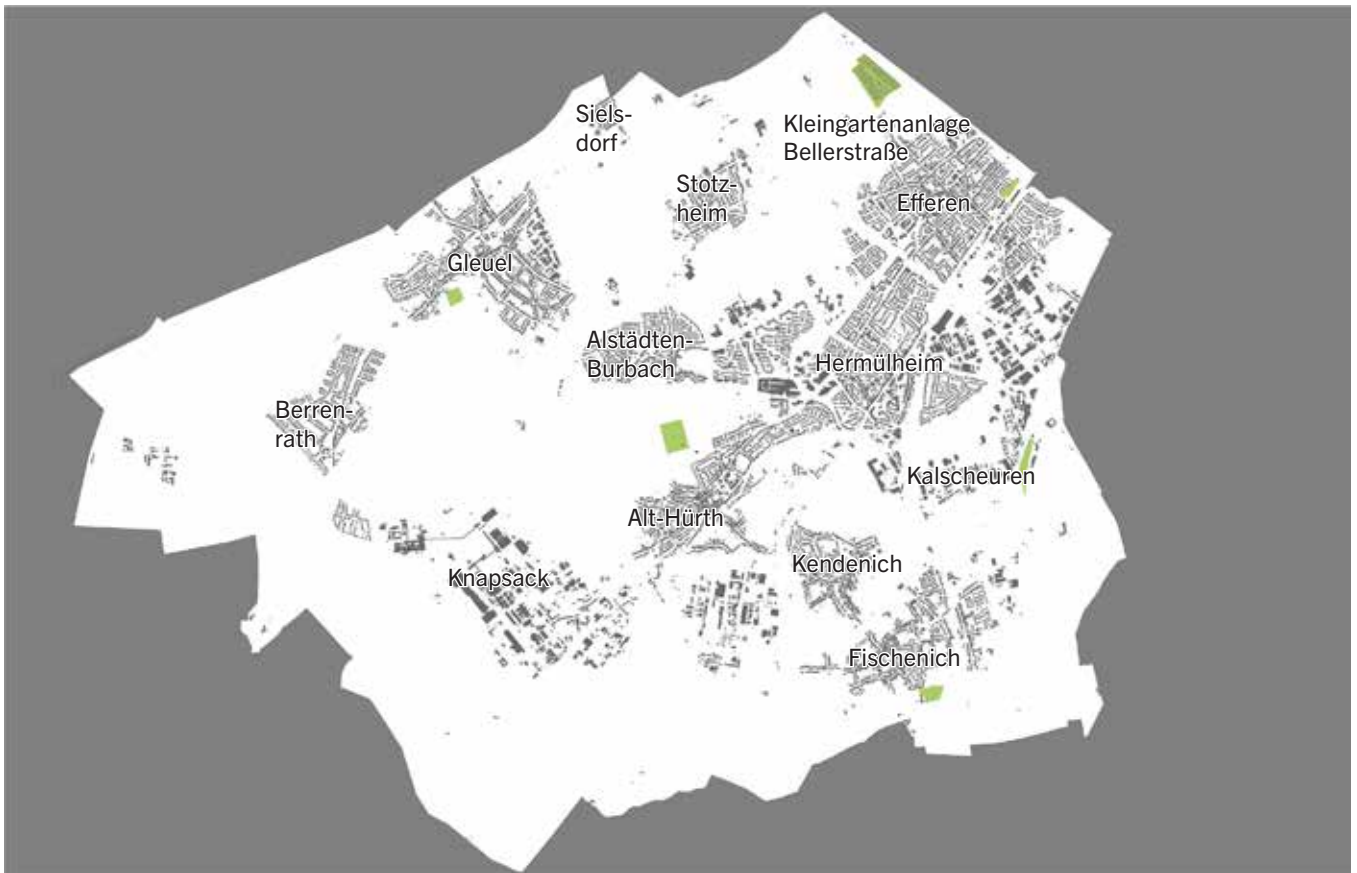 Siels-
dorf
Kleingartenanlage
Bellerstraße
Stotz-
heim
Efferen
Gleuel
Alstädten-
Burbach
Hermülheim
Berren-
rath
Kalscheuren
Alt-Hürth
Kendenich
Knapsack
Fischenich